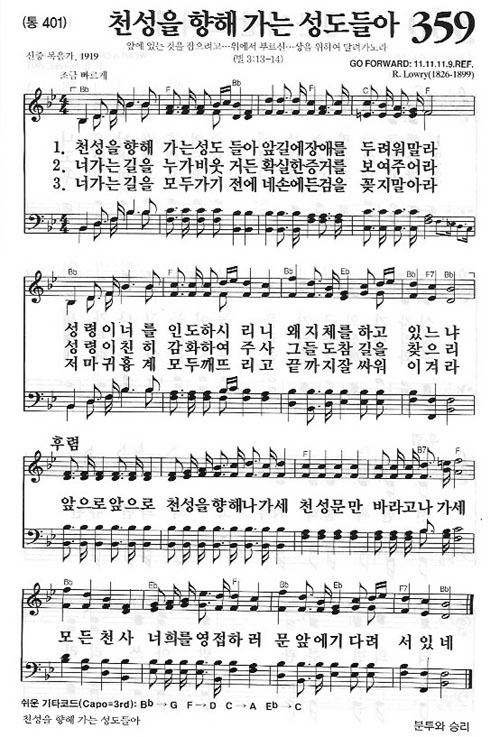 (통 401)
천성을 향해 가는 성도들아 359
앞에 있는 것을 잡으려고…위에서 부르신…상을 위하여 달려가노라
(빌 3:13-14)
신증 복음가, 1919
GO FORWARD: 11.11.11.9.REF.
조금 빠르게
R. Lowry(1826-1899)
Bb F Bb C F
1. 천성을향해 가는성도 들아 앞길에장애를 두려워말라
2. 너가는길을 누가비웃 거든 확실한증거를 보여주어라
3. 너가는길을 모두가기 전에 네손에든검을 꽂지말아라
Bb F Bb Eb Bb F7 Bb
성령이너 를 인도하시 리니 왜지체를하고 있느냐
성령이친히 감화하여 주사 그들도참길을 찾으리
저마귀흉 계 모두깨뜨 리고 끝까지잘싸워 이겨라
후렴
F Bb B7 F
앞으로앞으로 천성을향해나가세 천성문만 바라고나가세
Bb Eb Bb F Bb
모든천사 너희를영접하러 문앞에기다려 서있네
쉬운 기타코드(Capo=3rd): Bb→G F→D C→A Eb→C
천성을 향해 가는 성도들아
분투와 승리